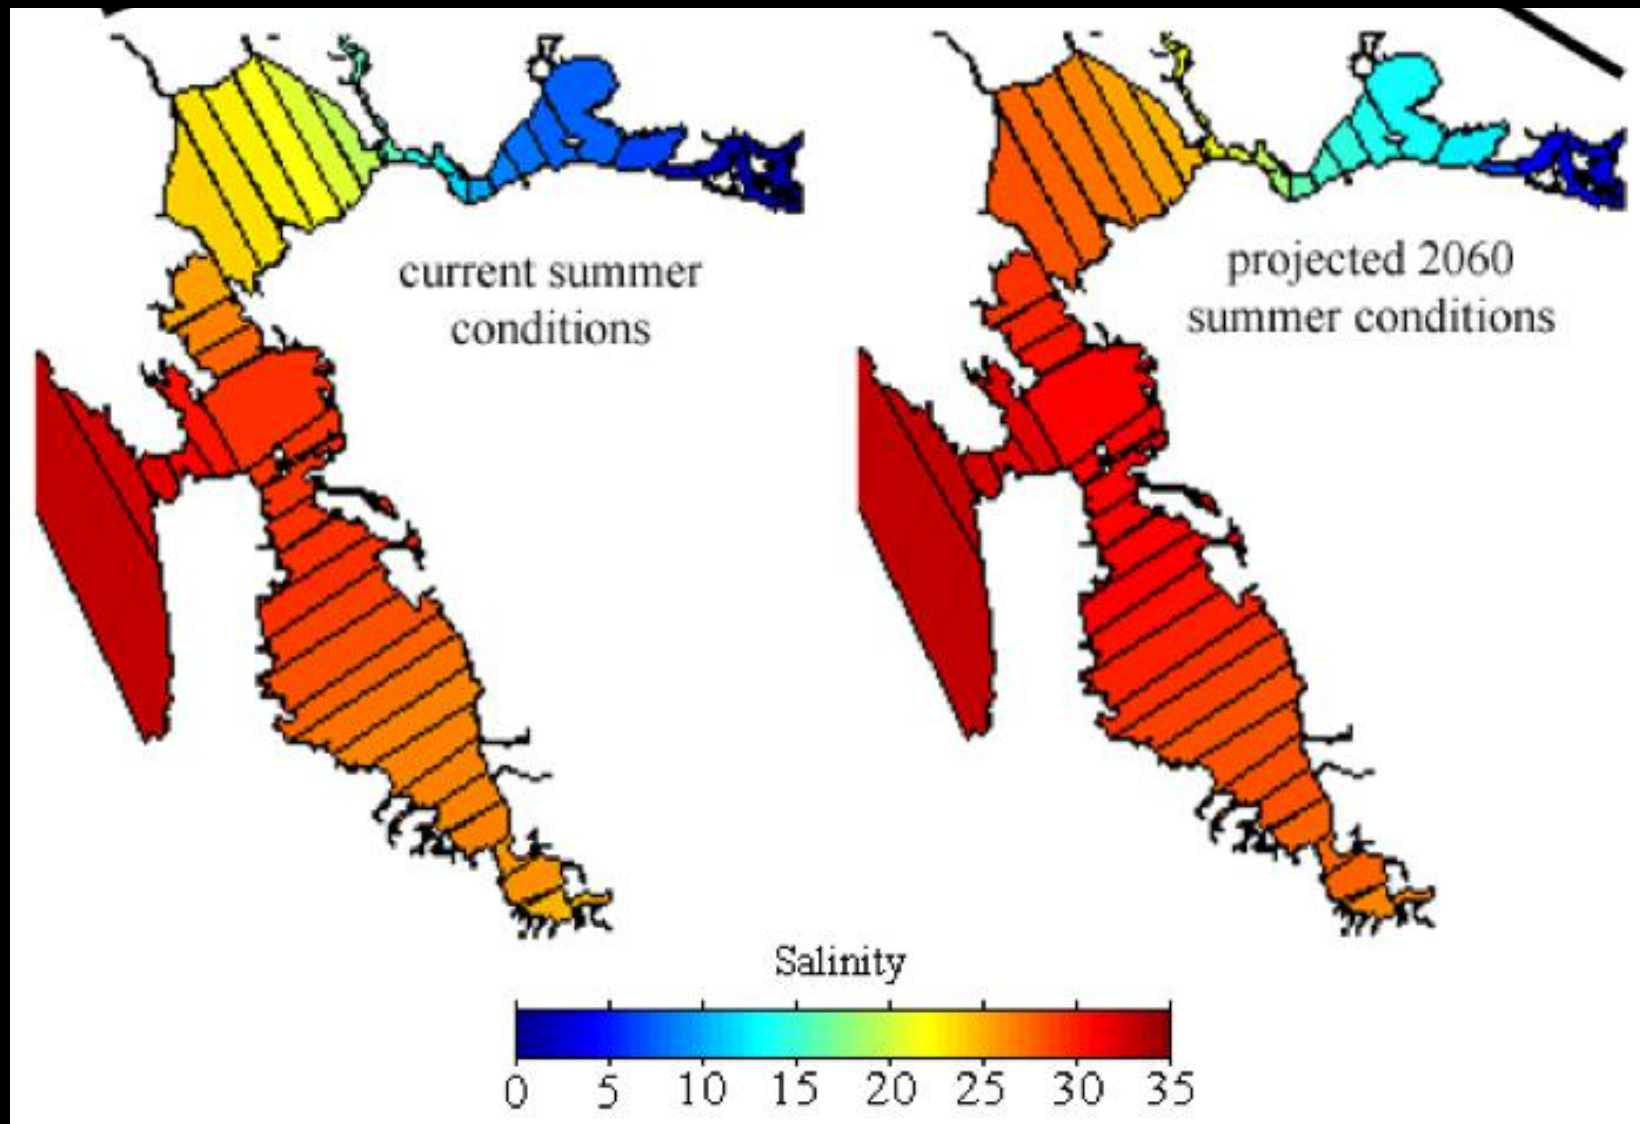 current summer
conditions
projected 2060
summer conditions
Salinity
0 5 10 15 20 25 30 35